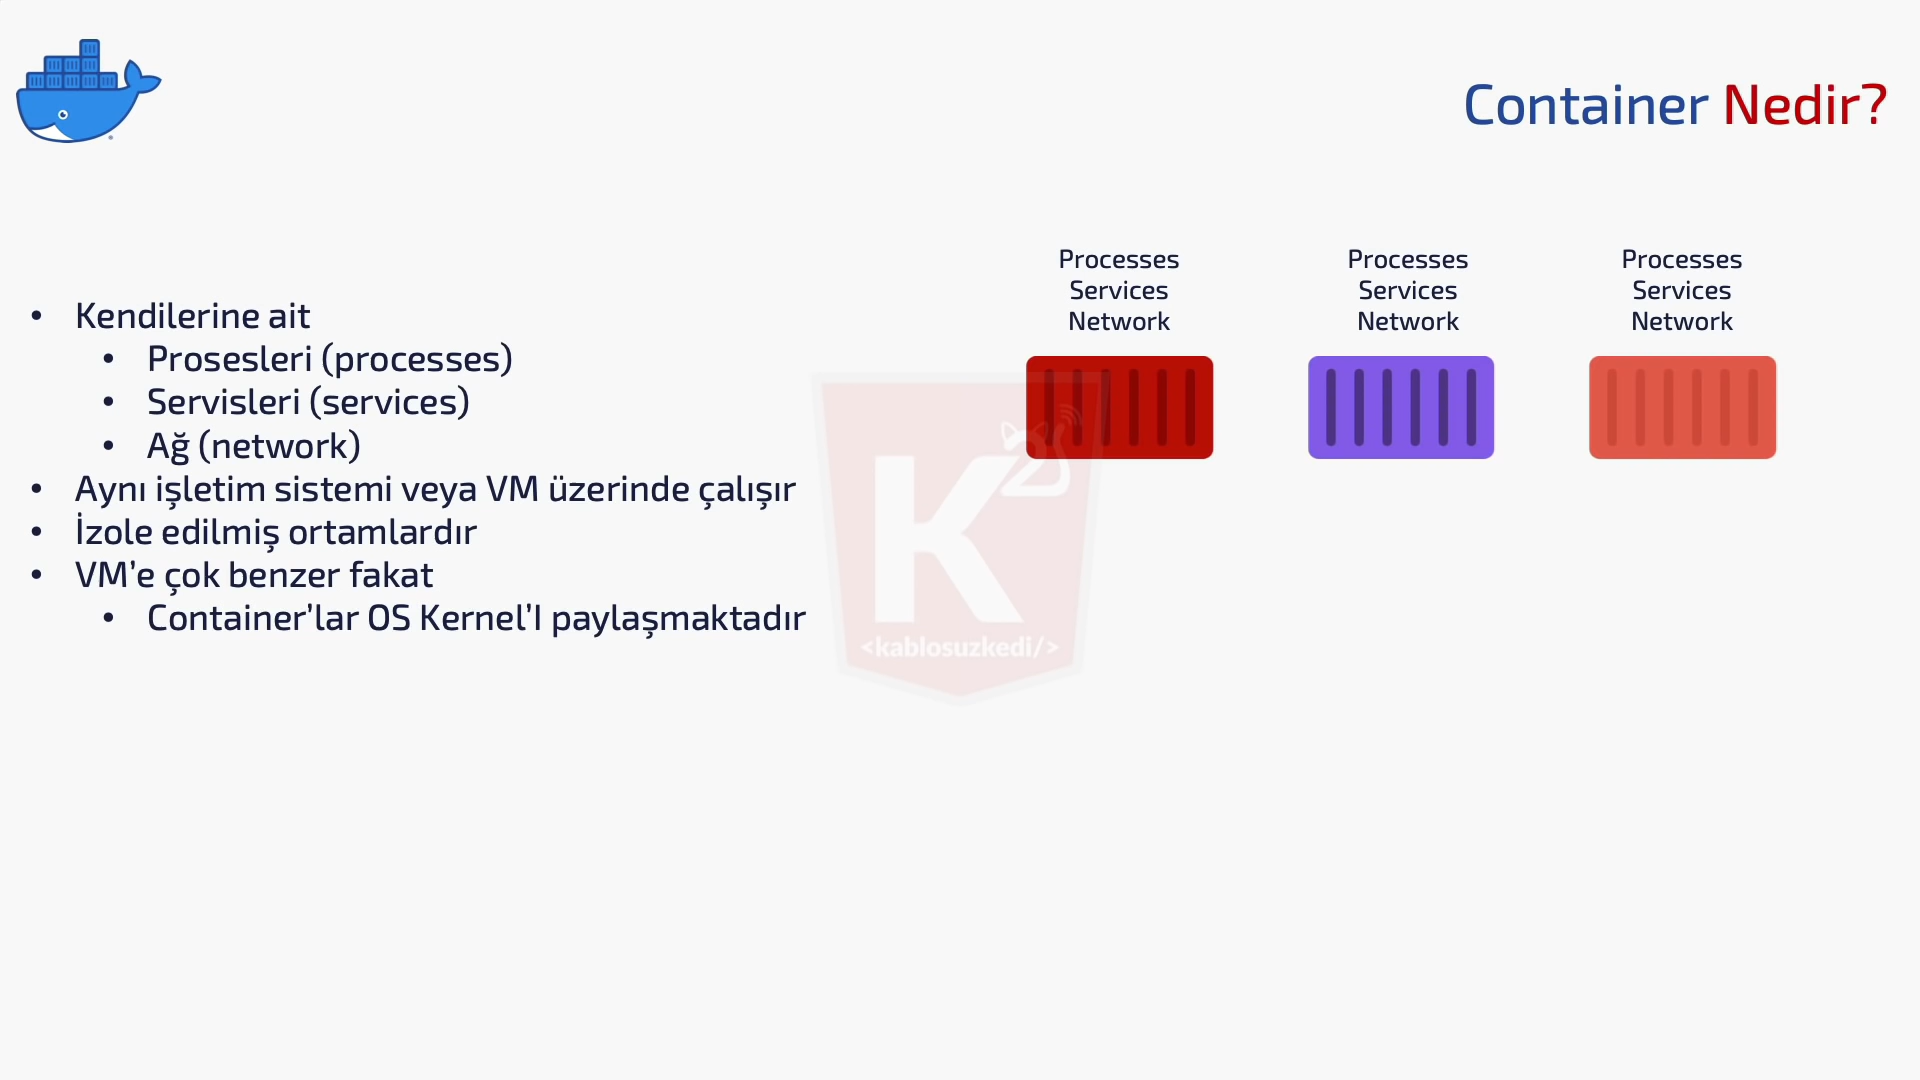 Container Nedir?
• Kendilerine ait
• Prosesleri (processes)
• Servisleri (services)
• Ağ (network)
• Aynı işletim sistemi veya VM üzerinde çalışır
• İzole edilmiş ortamlardır
• VM’e çok benzer fakat
• Container’lar OS Kernel’I paylaşmaktadır
Processes
Services
Network
Processes
Services
Network
Processes
Services
Network
K
<kablosuzkedi/>